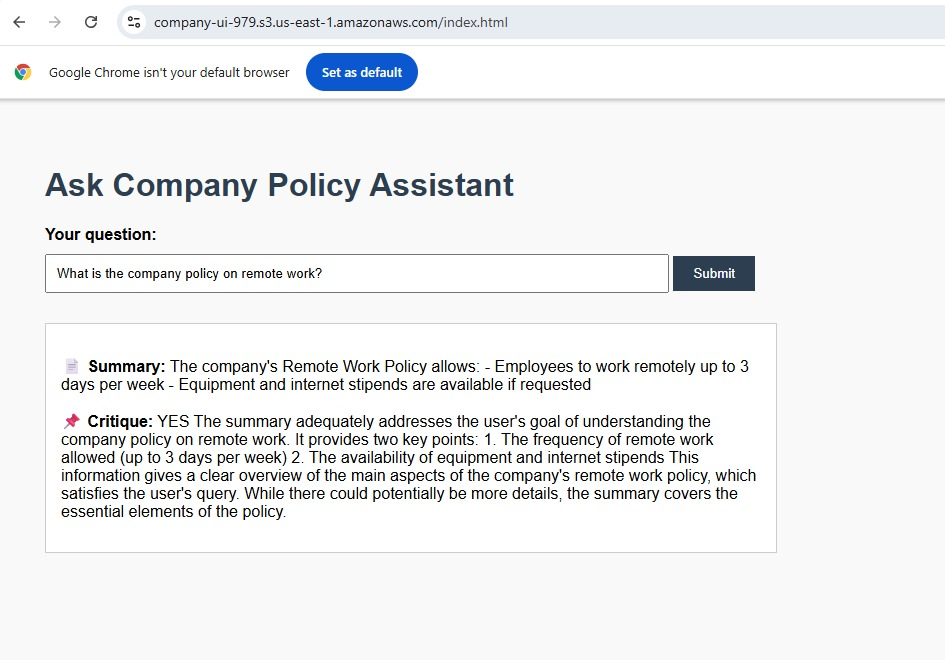 company-ui-979.s3.us-east-1.amazonaws.com/index.html
Google Chrome isn't your default browser Set as default
Ask Company Policy Assistant
Your question:
What is the company policy on remote work? Submit
Summary: The company's Remote Work Policy allows: - Employees to work remotely up to 3
days per week - Equipment and internet stipends are available if requested
Critique: YES The summary adequately addresses the user's goal of understanding the
company policy on remote work. It provides two key points: 1. The frequency of remote work
allowed (up to 3 days per week) 2. The availability of equipment and internet stipends This
information gives a clear overview of the main aspects of the company's remote work policy, which
satisfies the user's query. While there could potentially be more details, the summary covers the
essential elements of the policy.